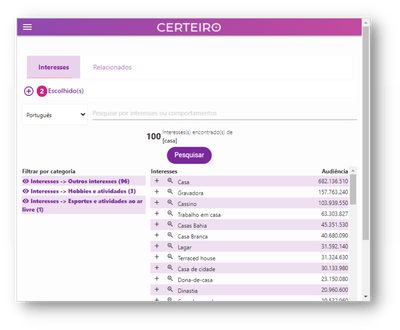 CERTEIRO
Interesses Relacionados
2 Escolhido(s)
Português Pesquise por interesses ou comportamentos
100 Interesses(s) encontrado(s) de
[casa]
Pesquisar
Filtrar por categoria
Interesses -> Outros interesses (96)
Interesses -> Hobbies e atividades (3)
Interesses -> Esportes e atividades ao ar
livre (1)
Interesses Audiência
Casa 682.136.510
Gravadora 157.763.240
Cassino 103.939.550
Trabalho em casa 63.303.827
Casas Bahia 45.351.530
Casa Branca 40.680.090
Lagar 31.592.140
Terraced house 31.324.630
Casa de cidade 30.133.980
Dona-de-casa 23.150.080
Dinastia 20.960.600